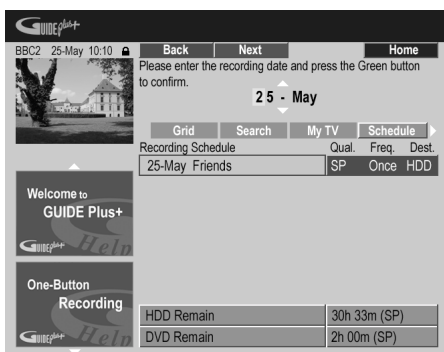 GUIDE plus+
BBC2 25-May 10:10
Back Next Home
Please enter the recording date and press the Green button
to confirm.
25 - May
Grid Search My TV Schedule
Recording Schedule Qual. Freq. Dest.
25-May Friends SP Once HDD
Welcome to
GUIDE Plus+
GUIDE plus+ Help
One-Button
Recording
GUIDE plus+ Help
HDD Remain 30h 33m (SP)
DVD Remain 2h 00m (SP)